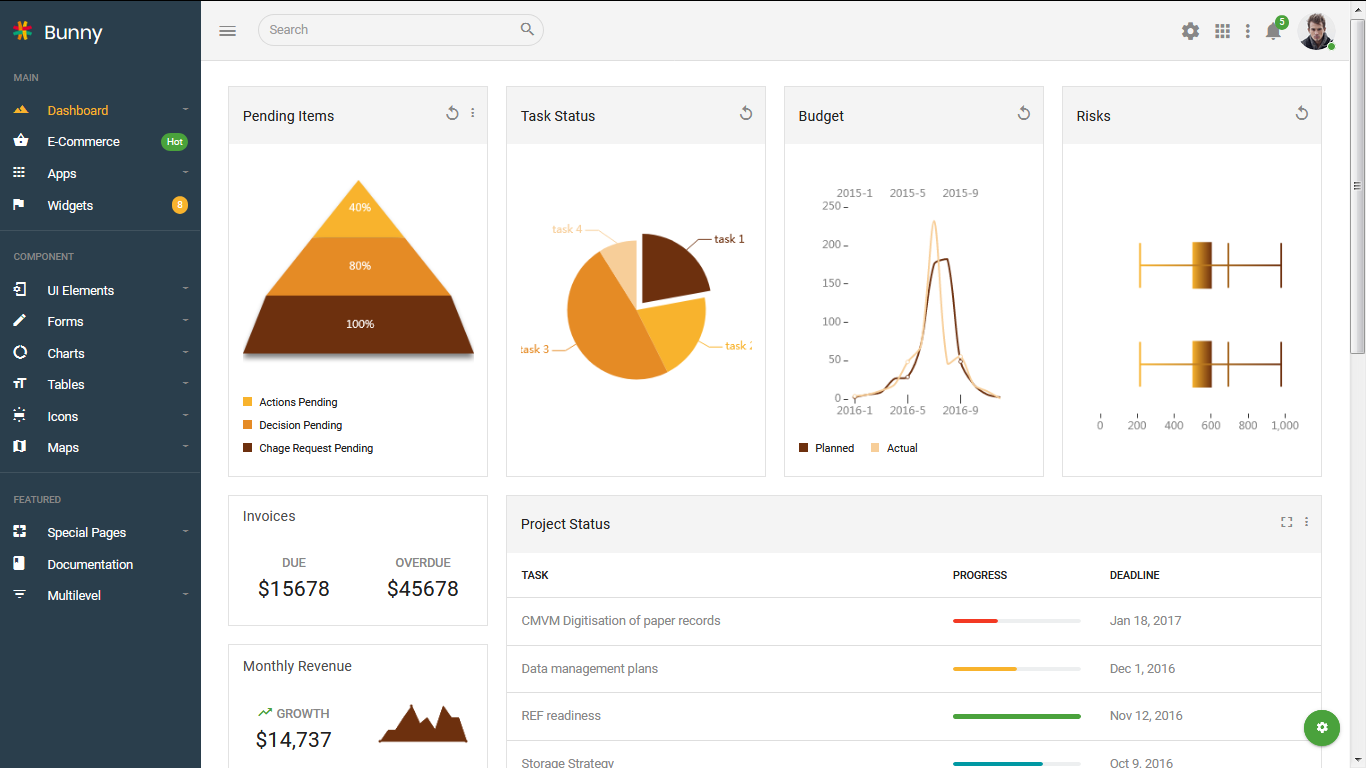 Bunny
Search
5
MAIN
Dashboard
E-Commerce Hot
Apps
Widgets 8
COMPONENT
UI Elements
Forms
Charts
Tables
Icons
Maps
FEATURED
Special Pages
Documentation
Multilevel
Pending Items
40%
80%
100%
Actions Pending
Decision Pending
Chage Request Pending
Task Status
task 4
task 1
task 3
task
Budget
2015-1 2015-5 2015-9
250
200
150
100
50
0
2016-1 2016-5 2016-9
Planned Actual
Risks
0 200 400 600 800 1,000
Invoices
DUE OVERDUE
$15678 $45678
Monthly Revenue
GROWTH
$14,737
Project Status
TASK PROGRESS DEADLINE
CMVM Digitisation of paper records Jan 18, 2017
Data management plans Dec 1, 2016
REF readiness Nov 12, 2016
Storage Strategy Oct 9, 2016